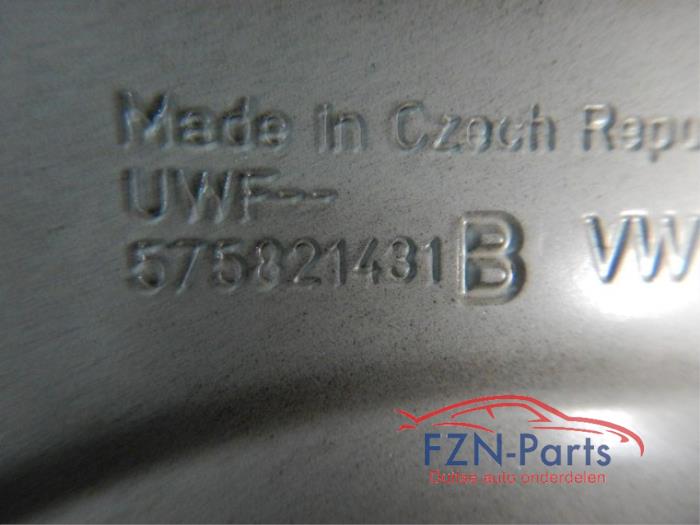 Made in Czech Repu
UWF--
575821431 B VW
FZN-Parts
Duitse auto onderdelen